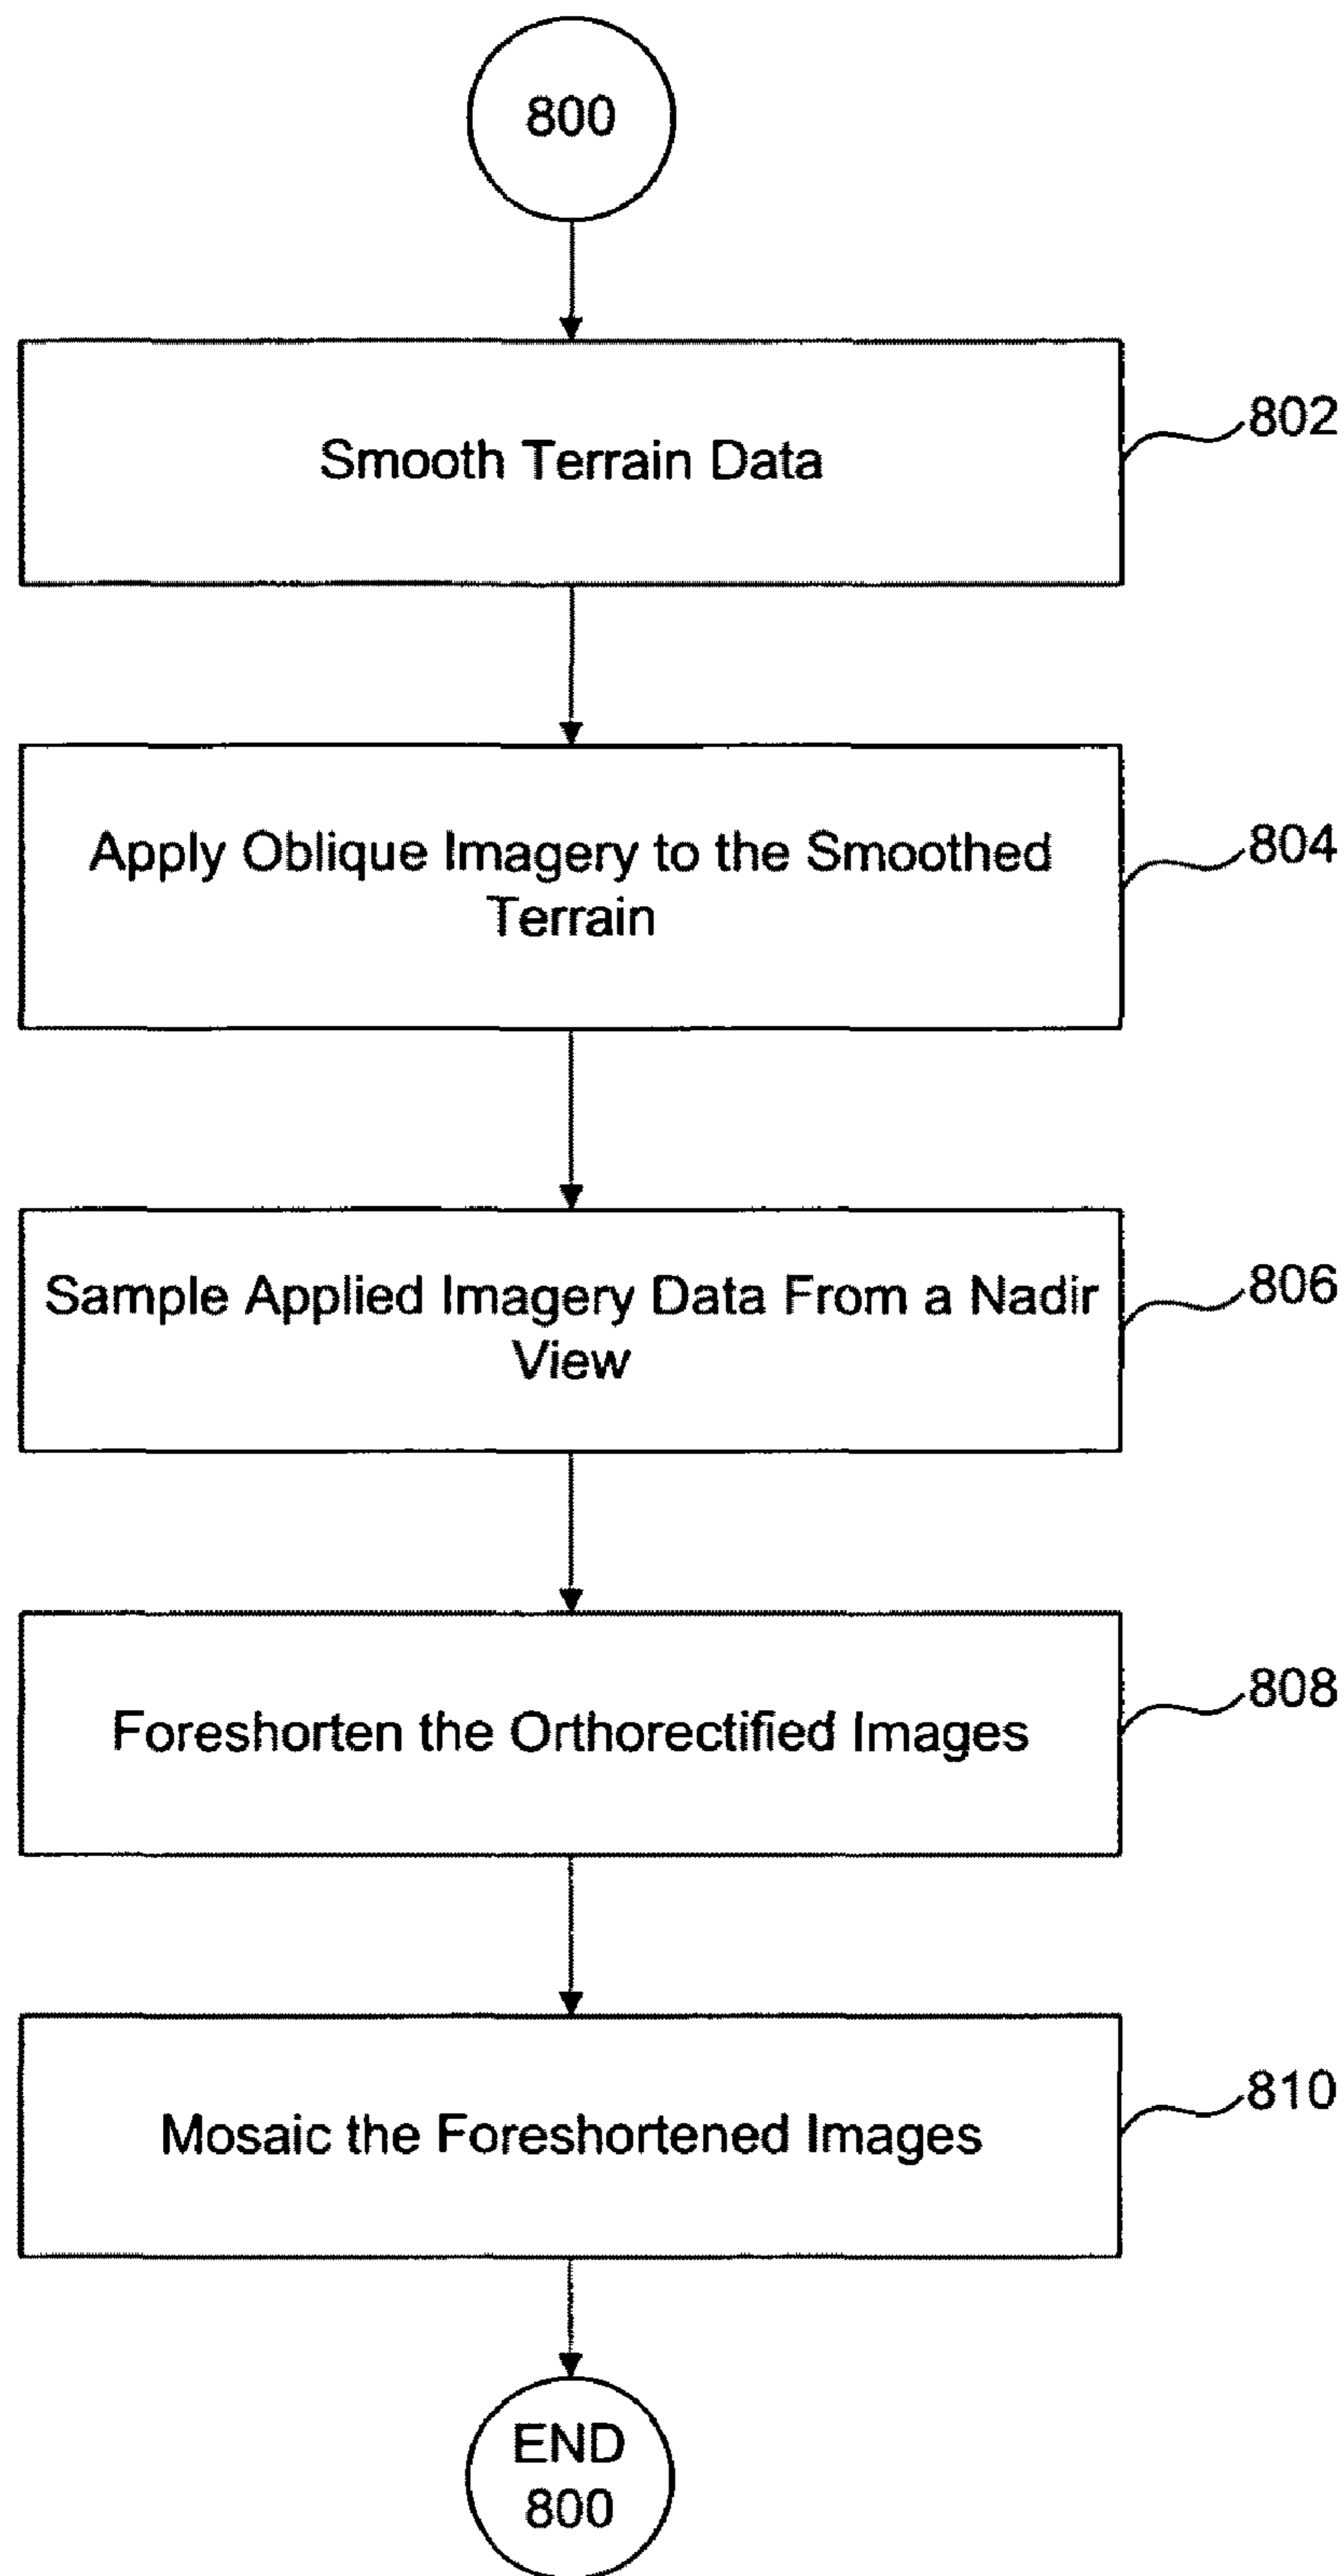 800
Smooth Terrain Data
802
Apply Oblique Imagery to the Smoothed
Terrain
804
Sample Applied Imagery Data From a Nadir
View
806
Foreshorten the Orthorectified Images
808
Mosaic the Foreshortened Images
810
END
800